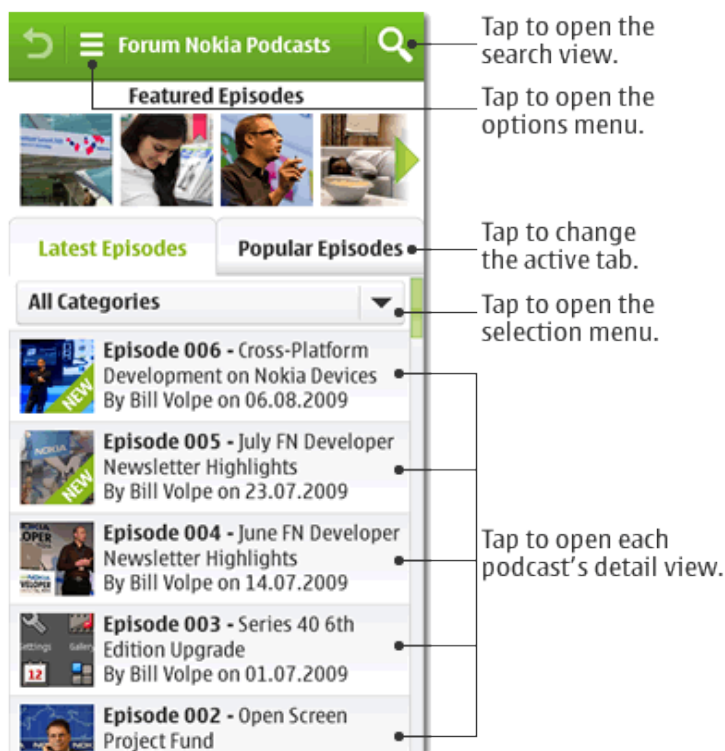 Forum Nokia Podcasts
Tap to open the
search view.
Featured Episodes
Tap to open the
options menu.
Latest Episodes
Popular Episodes
Tap to change
the active tab.
All Categories
Tap to open the
selection menu.
Episode 006 - Cross-Platform
Development on Nokia Devices
By Bill Volpe on 06.08.2009
NEW
Episode 005 - July FN Developer
Newsletter Highlights
By Bill Volpe on 23.07.2009
NOKIA
NEW
Episode 004 - June FN Developer
Newsletter Highlights
By Bill Volpe on 14.07.2009
Tap to open each
podcast's detail view.
Episode 003 - Series 40 6th
Edition Upgrade
By Bill Volpe on 01.07.2009
12
Episode 002 - Open Screen
Project Fund